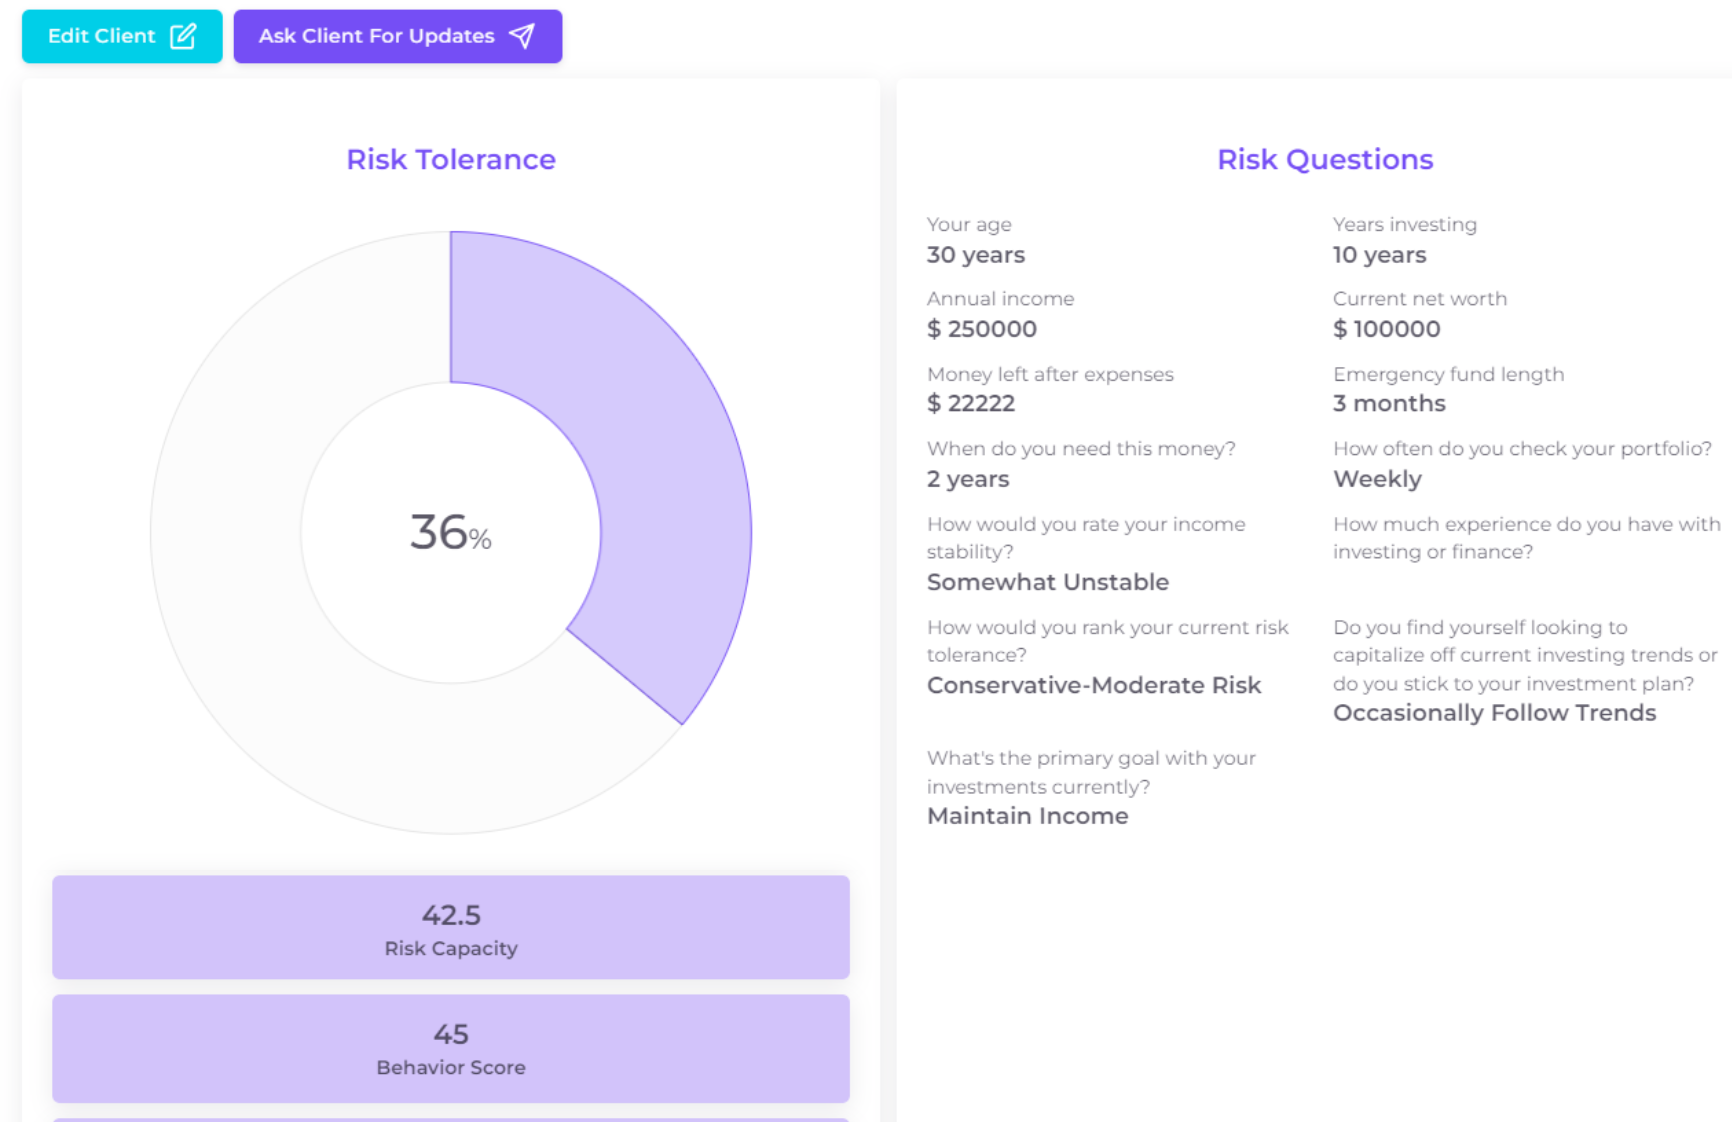 Edit Client
Ask Client For Updates
Risk Tolerance
36%
42.5
Risk Capacity
45
Behavior Score
Risk Questions
Your age
30 years
Years investing
10 years
Annual income
$ 250000
Current net worth
$ 100000
Money left after expenses
$ 22222
Emergency fund length
3 months
When do you need this money?
2 years
How often do you check your portfolio?
Weekly
How would you rate your income
stability?
Somewhat Unstable
How much experience do you have with
investing or finance?
How would you rank your current risk
tolerance?
Conservative-Moderate Risk
Do you find yourself looking to
capitalize off current investing trends or
do you stick to your investment plan?
Occasionally Follow Trends
What's the primary goal with your
investments currently?
Maintain Income